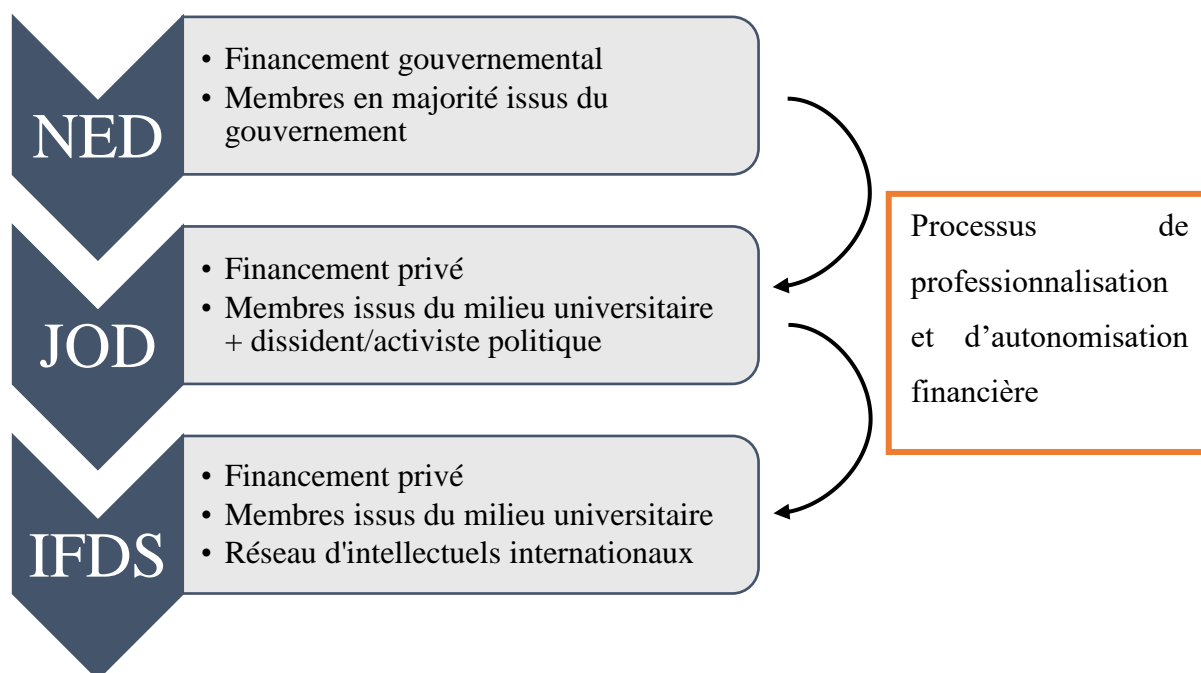 NED
• Financement gouvernemental
• Membres en majorité issus du
gouvernement
JOD
• Financement privé
• Membres issus du milieu universitaire
+ dissident/activiste politique
IFDS
• Financement privé
• Membres issus du milieu universitaire
• Réseau d'intellectuels internationaux
Processus de
professionnalisation
et d’autonomisation
financière